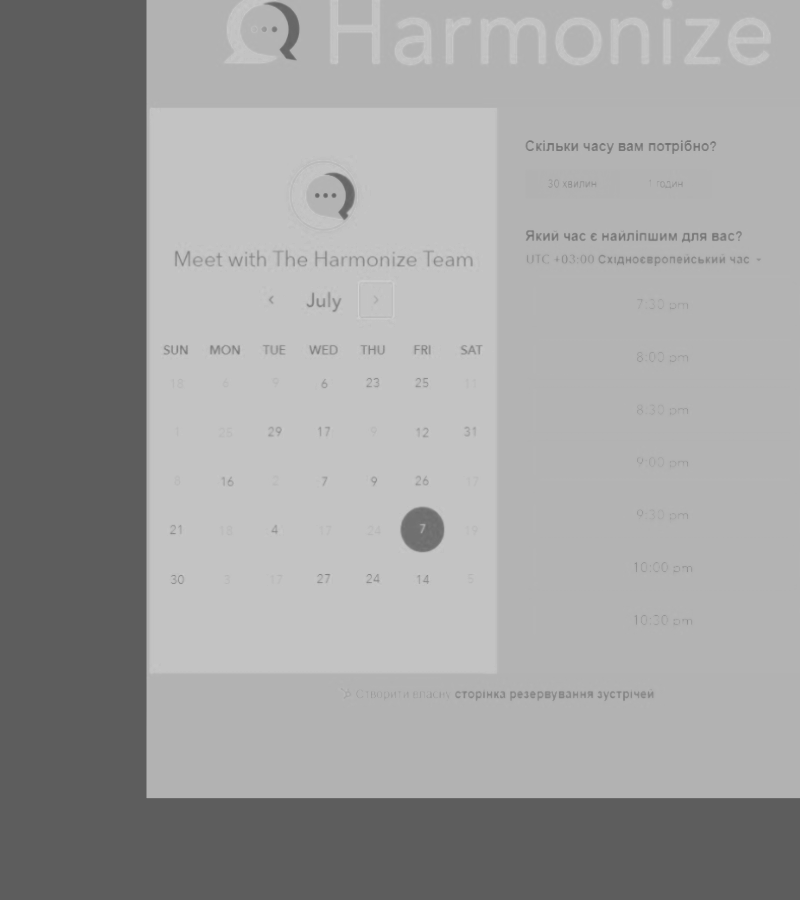 Harmonize
Meet with The Harmonize Team
July
SUN MON TUE WED THU FRI SAT
13 6 9 6 23 25 11
1 25 29 17 9 12 31
8 16 2 7 9 26 17
21 18 4 17 24 7 19
30 3 17 27 24 14 5
Скільки часу вам потрібно?
30 хвилин 1 годин
Який час є найліпшим для вас?
UTC +03:00 Східноєвропейський час
7:30 pm
8:00 pm
8:30 pm
9:00 pm
9:30 pm
10:00 pm
10:30 pm
Створити власну сторінка резервування зустрічей